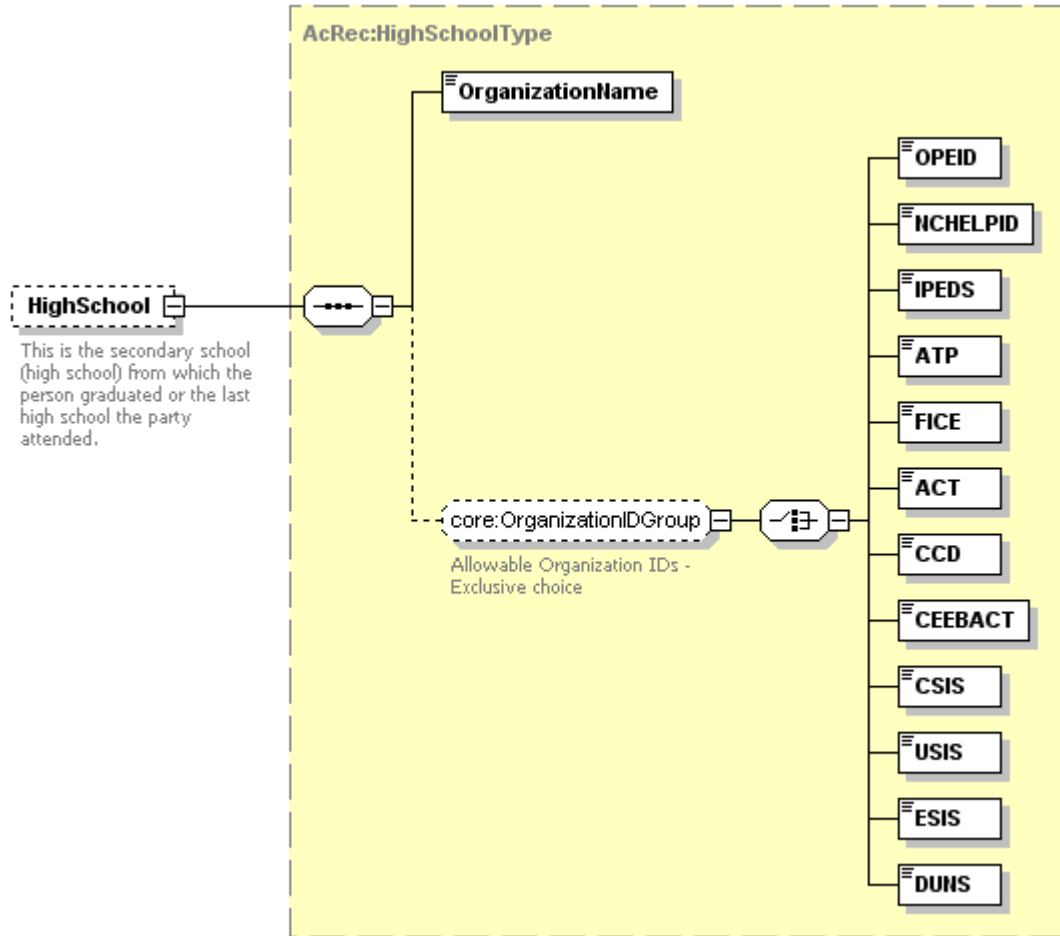 AcRec:HighSchoolType
OrganizationName
OPEID
NCHELPID
IPEDS
ATP
FICE
ACT
CCD
CEEBACT
CSIS
USIS
ESIS
DUNS
HighSchool
This is the secondary school
(high school) from which the
person graduated or the last
high school the party
attended.
core:OrganizationIDGroup
Allowable Organization IDs -
Exclusive choice